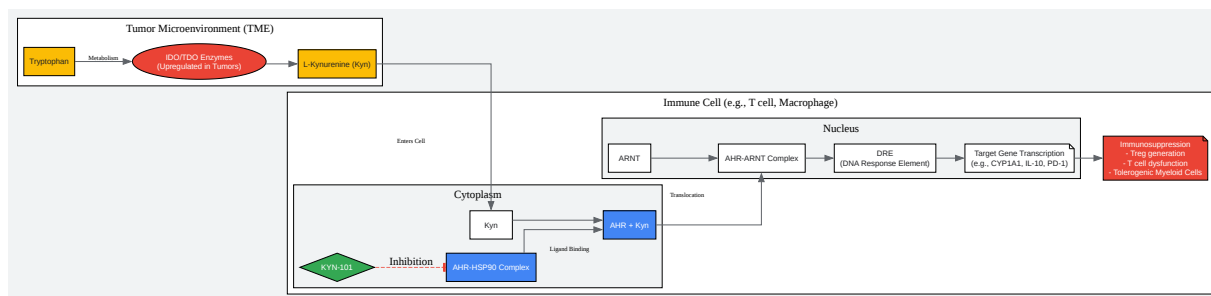 Tumor Microenvironment (TME)
Tryptophan
Metabolism
IDO/TDO Enzymes
(Upregulated in Tumors)
L-Kynurenine (Kyn)
Immune Cell (e.g., T cell, Macrophage)
Enters Cell
Nucleus
ARNT
AHR-ARNT Complex
DRE
(DNA Response Element)
Target Gene Transcription
(e.g., CYP1A1, IL-10, PD-1)
Immunosuppression
- Treg generation
- T cell dysfunction
- Tolerogenic Myeloid Cells
Cytoplasm
Translocation
Kyn
AHR + Kyn
Ligand Binding
KYN-101
Inhibition
AHR-HSP90 Complex